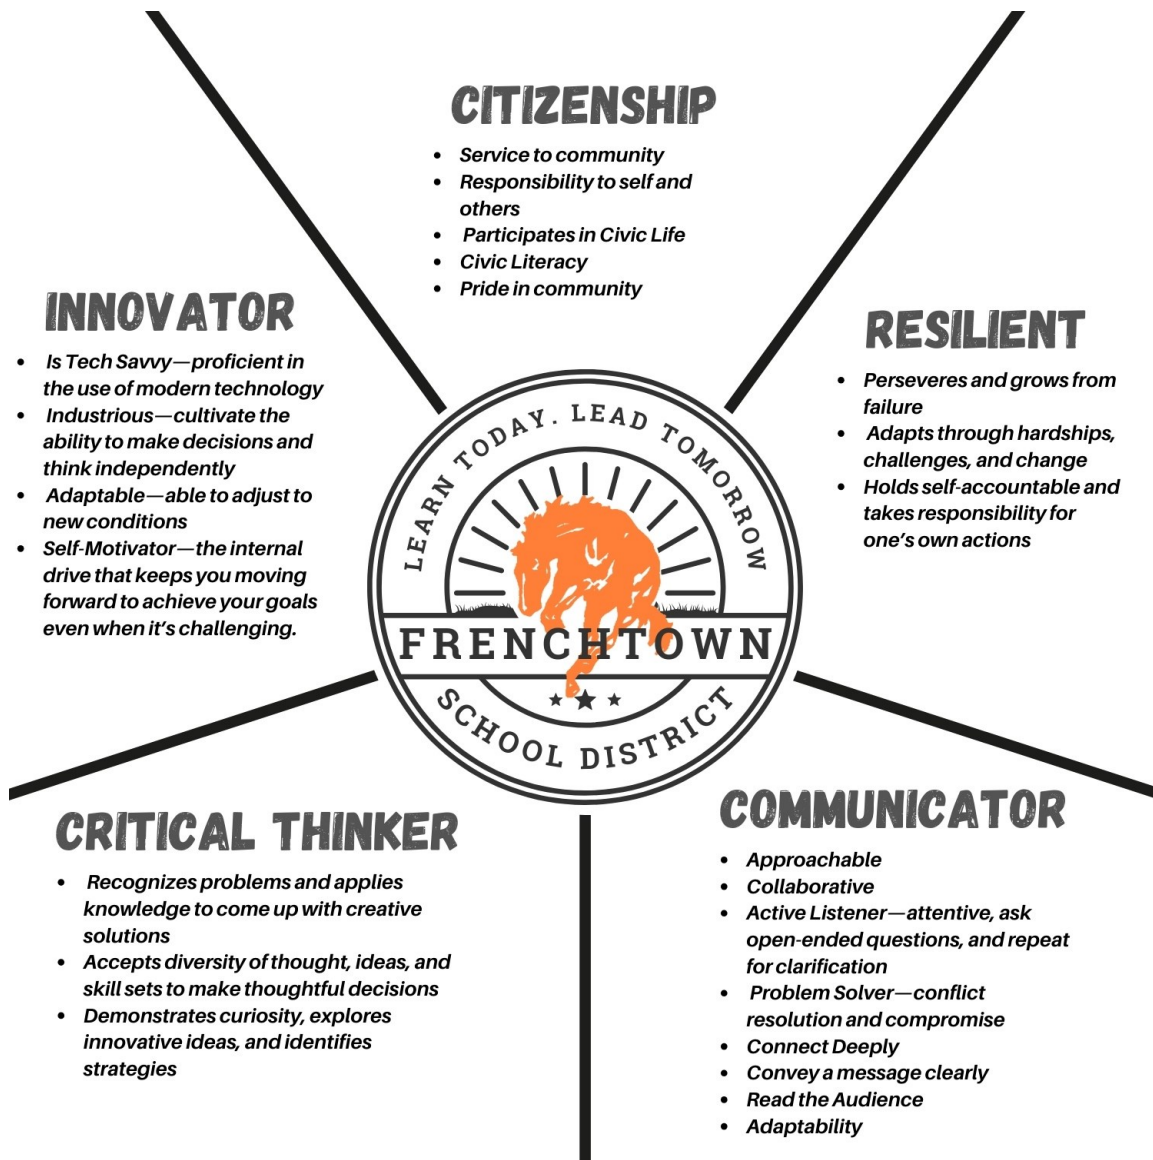 CITIZENSHIP
• Service to community
• Responsibility to self and
others
• Participates in Civic Life
• Civic Literacy
• Pride in community
INNOVATOR
• Is Tech Savvy—proficient in
the use of modern technology
• Industrious—cultivate the
ability to make decisions and
think independently
• Adaptable—able to adjust to
new conditions
• Self-Motivator—the internal
drive that keeps you moving
forward to achieve your goals
even when it's challenging.
RESILIENT
• Perseveres and grows from
failure
• Adapts through hardships,
challenges, and change
• Holds self-accountable and
takes responsibility for
one's own actions
LEARN TODAY. LEAD TOMORROW
FRENCHTOWN
SCHOOL DISTRICT
CRITICAL THINKER
• Recognizes problems and applies
knowledge to come up with creative
solutions
• Accepts diversity of thought, ideas, and
skill sets to make thoughtful decisions
• Demonstrates curiosity, explores
innovative ideas, and identifies
strategies
COMMUNICATOR
• Approachable
• Collaborative
• Active Listener—attentive, ask
open-ended questions, and repeat
for clarification
• Problem Solver—conflict
resolution and compromise
• Connect Deeply
• Convey a message clearly
• Read the Audience
• Adaptability